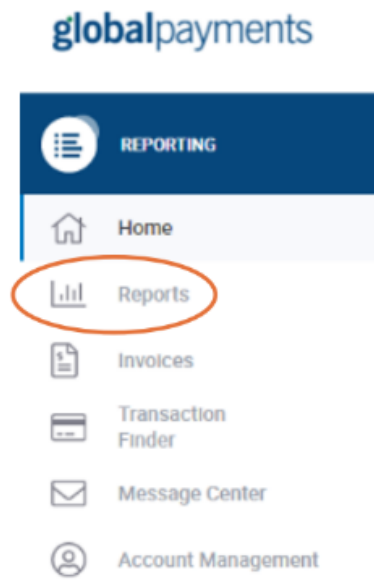 globalpayments
REPORTING
Home
Reports
Invoices
Transaction
Finder
Message Center
Account Management